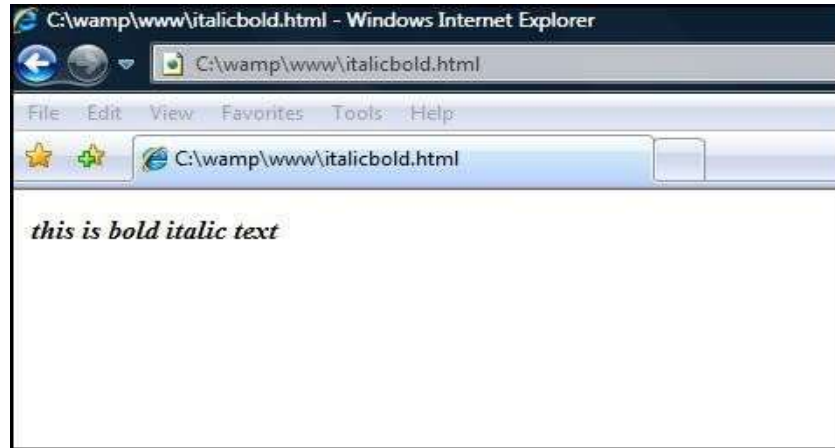 C:\wamp\www\italicbold.html - Windows Internet Explorer
C:\wamp\www\italicbold.html
File Edit View Favorites Tools Help
C:\wamp\www\italicbold.html
this is bold italic text